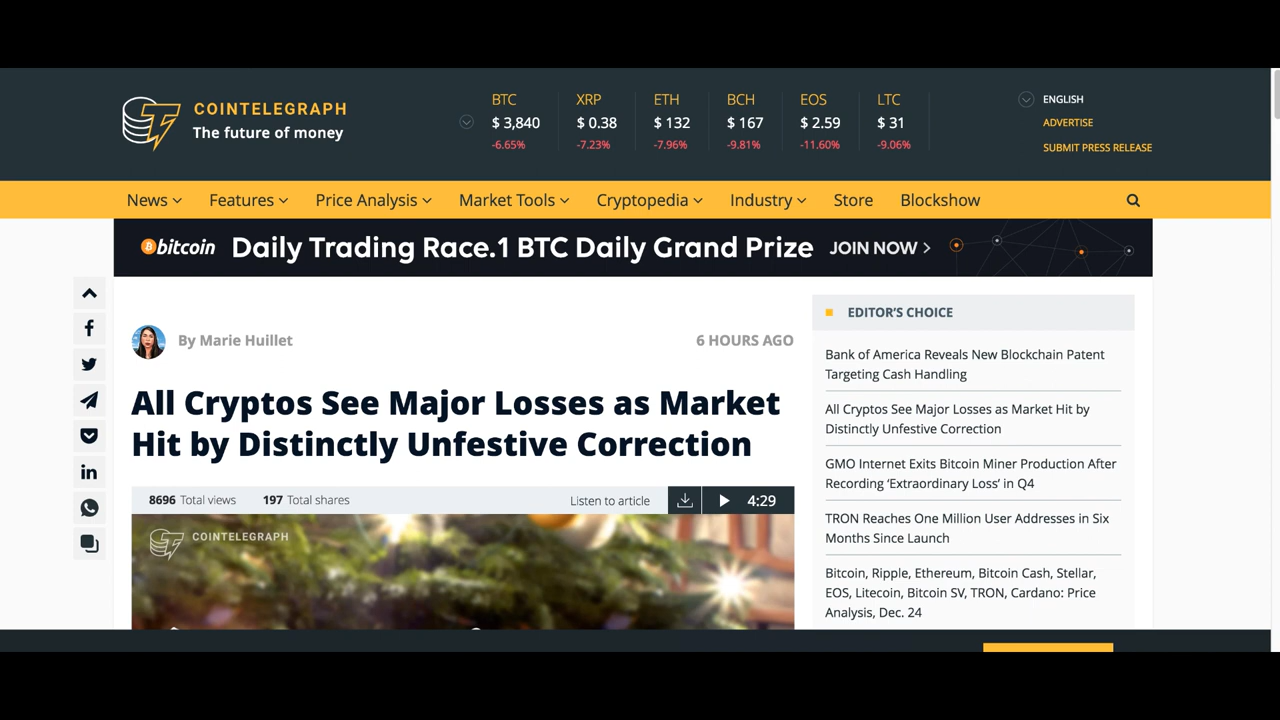 COINTELEGRAPH
The future of money
BTC XRP ETH BCH EOS LTC
$ 3,840 $ 0.38 $ 132 $ 167 $ 2.59 $ 31
-6.65% -7.23% -7.96% -9.81% -11.60% -9.06%
ENGLISH
ADVERTISE
SUBMIT PRESS RELEASE
News Features Price Analysis Market Tools Cryptopedia Industry Store Blockshow
bitcoin Daily Trading Race.1 BTC Daily Grand Prize JOIN NOW >
By Marie Huillet 6 HOURS AGO
All Cryptos See Major Losses as Market
Hit by Distinctly Unfestive Correction
8696 Total views 197 Total shares Listen to article 4:29
COINTELEGRAPH
EDITOR'S CHOICE
Bank of America Reveals New Blockchain Patent
Targeting Cash Handling
All Cryptos See Major Losses as Market Hit by
Distinctly Unfestive Correction
GMO Internet Exits Bitcoin Miner Production After
Recording ‘Extraordinary Loss’ in Q4
TRON Reaches One Million User Addresses in Six
Months Since Launch
Bitcoin, Ripple, Ethereum, Bitcoin Cash, Stellar,
EOS, Litecoin, Bitcoin SV, TRON, Cardano: Price
Analysis, Dec. 24